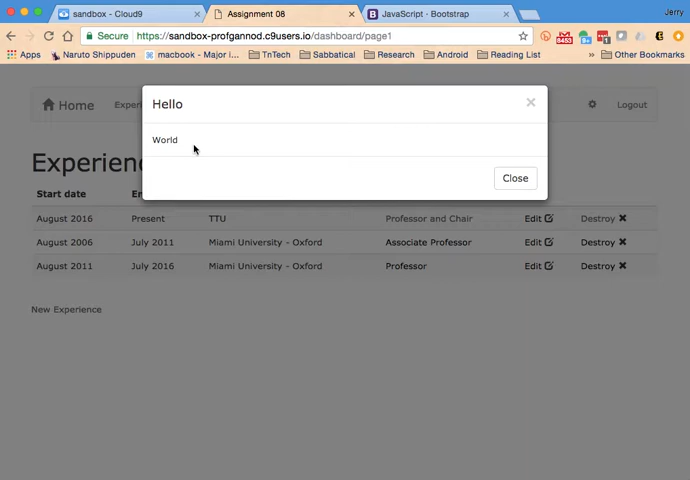 sandbox - Cloud9 Assignment 08 JavaScript · Bootstrap Jerry
Secure https://sandbox-profgannod.c9users.io/dashboard/page1
Apps Naruto Shippuden macbook - Major i... TnTech Sabbatical Research Android Reading List » Other Bookmarks
Home Logout
Hello ×
World
Close
Start date
August 2016 Present TTU Professor and Chair Edit Destroy
August 2006 July 2011 Miami University - Oxford Associate Professor Edit Destroy
August 2011 July 2016 Miami University - Oxford Professor Edit Destroy
New Experience